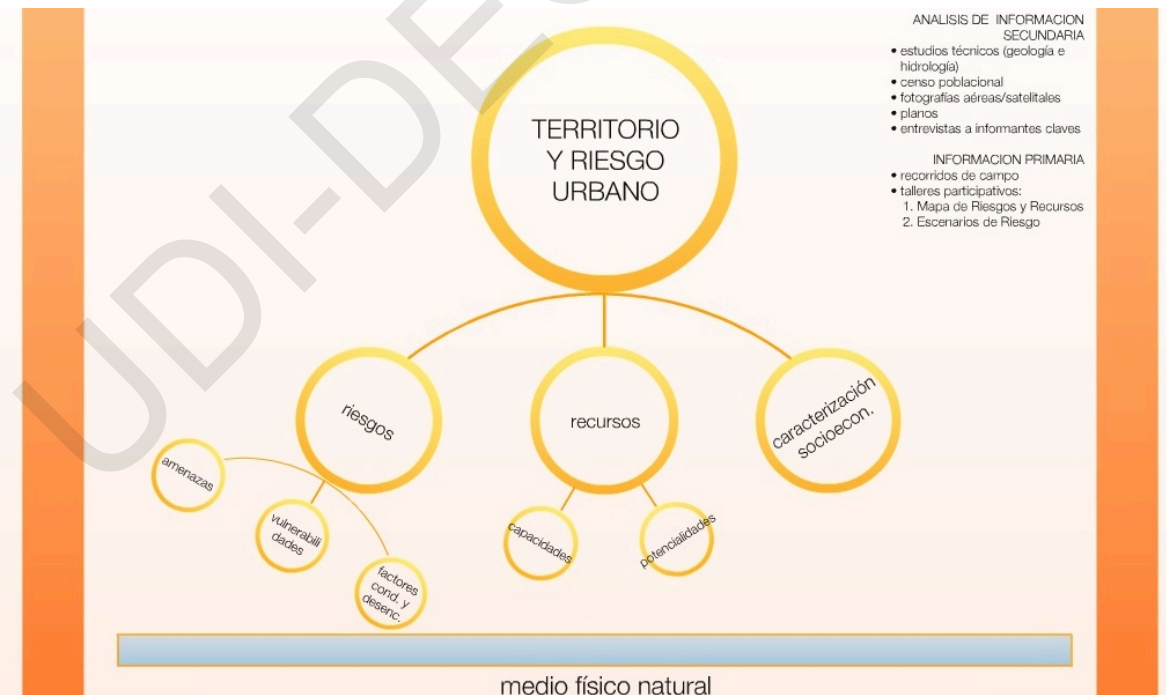 ANALISIS DE INFORMACION
SECUNDARIA
• estudios técnicos (geología e
hidrología)
• censo poblacional
• fotografías aéreas/satelitales
• planos
• entrevistas a informantes claves
INFORMACION PRIMARIA
• recorridos de campo
• talleres participativos:
1. Mapa de Riesgos y Recursos
2. Escenarios de Riesgo
TERRITORIO
Y RIESGO
URBANO
riesgos
recursos
caracterización
socioecon.
amenazas
vulnerabili
dades
factores
cond. y
desenc.
capacidades
potencialidades
medio físico natural
UDI-DE